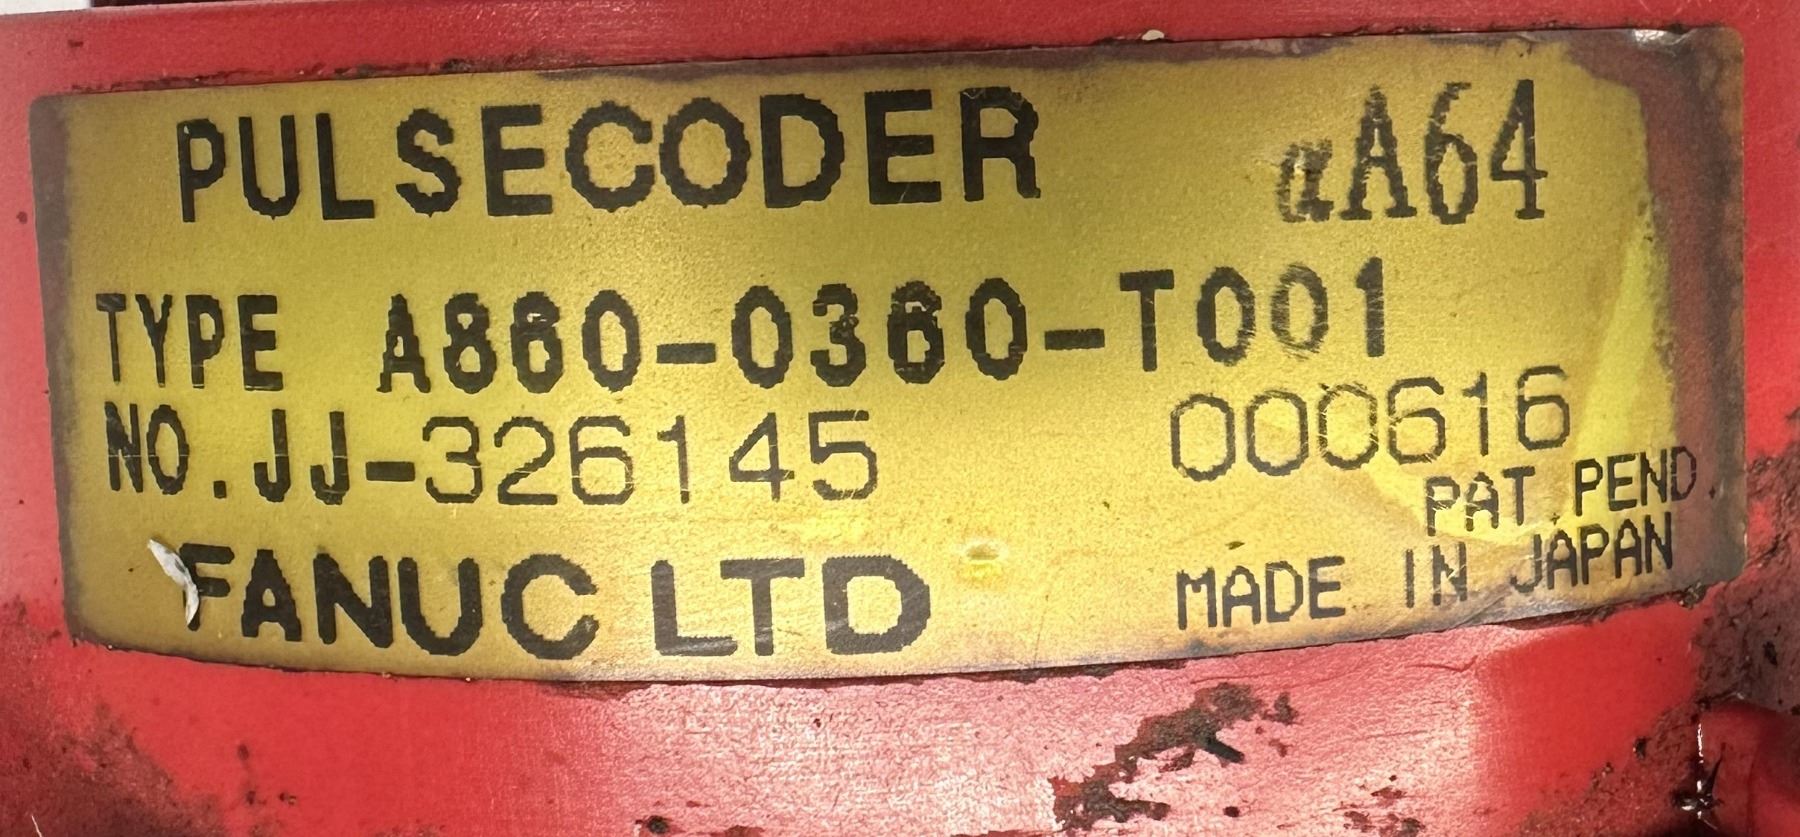 PULSECODER αA64
TYPE A860-0360-T001
NO.JJ-326145 000616
PAT.PEND.
FANUC LTD MADE IN JAPAN